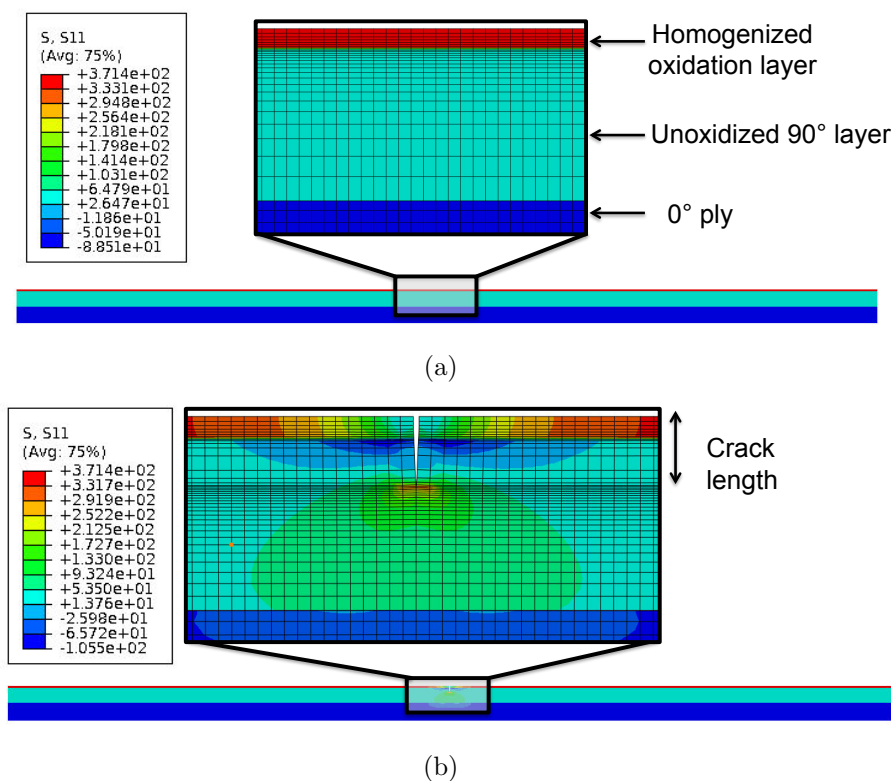 S, S11
(Avg: 75%)
+3.714e+02
+3.331e+02
+2.948e+02
+2.564e+02
+2.181e+02
+1.798e+02
+1.414e+02
+1.031e+02
+6.479e+01
+2.647e+01
-1.186e+01
-5.019e+01
-8.851e+01
Homogenized
oxidation layer
Unoxidized 90° layer
0° ply
(a)
S, S11
(Avg: 75%)
+3.714e+02
+3.317e+02
+2.919e+02
+2.522e+02
+2.125e+02
+1.727e+02
+1.330e+02
+9.324e+01
+5.350e+01
+1.376e+01
-2.598e+01
-6.572e+01
-1.055e+02
Crack
length
(b)